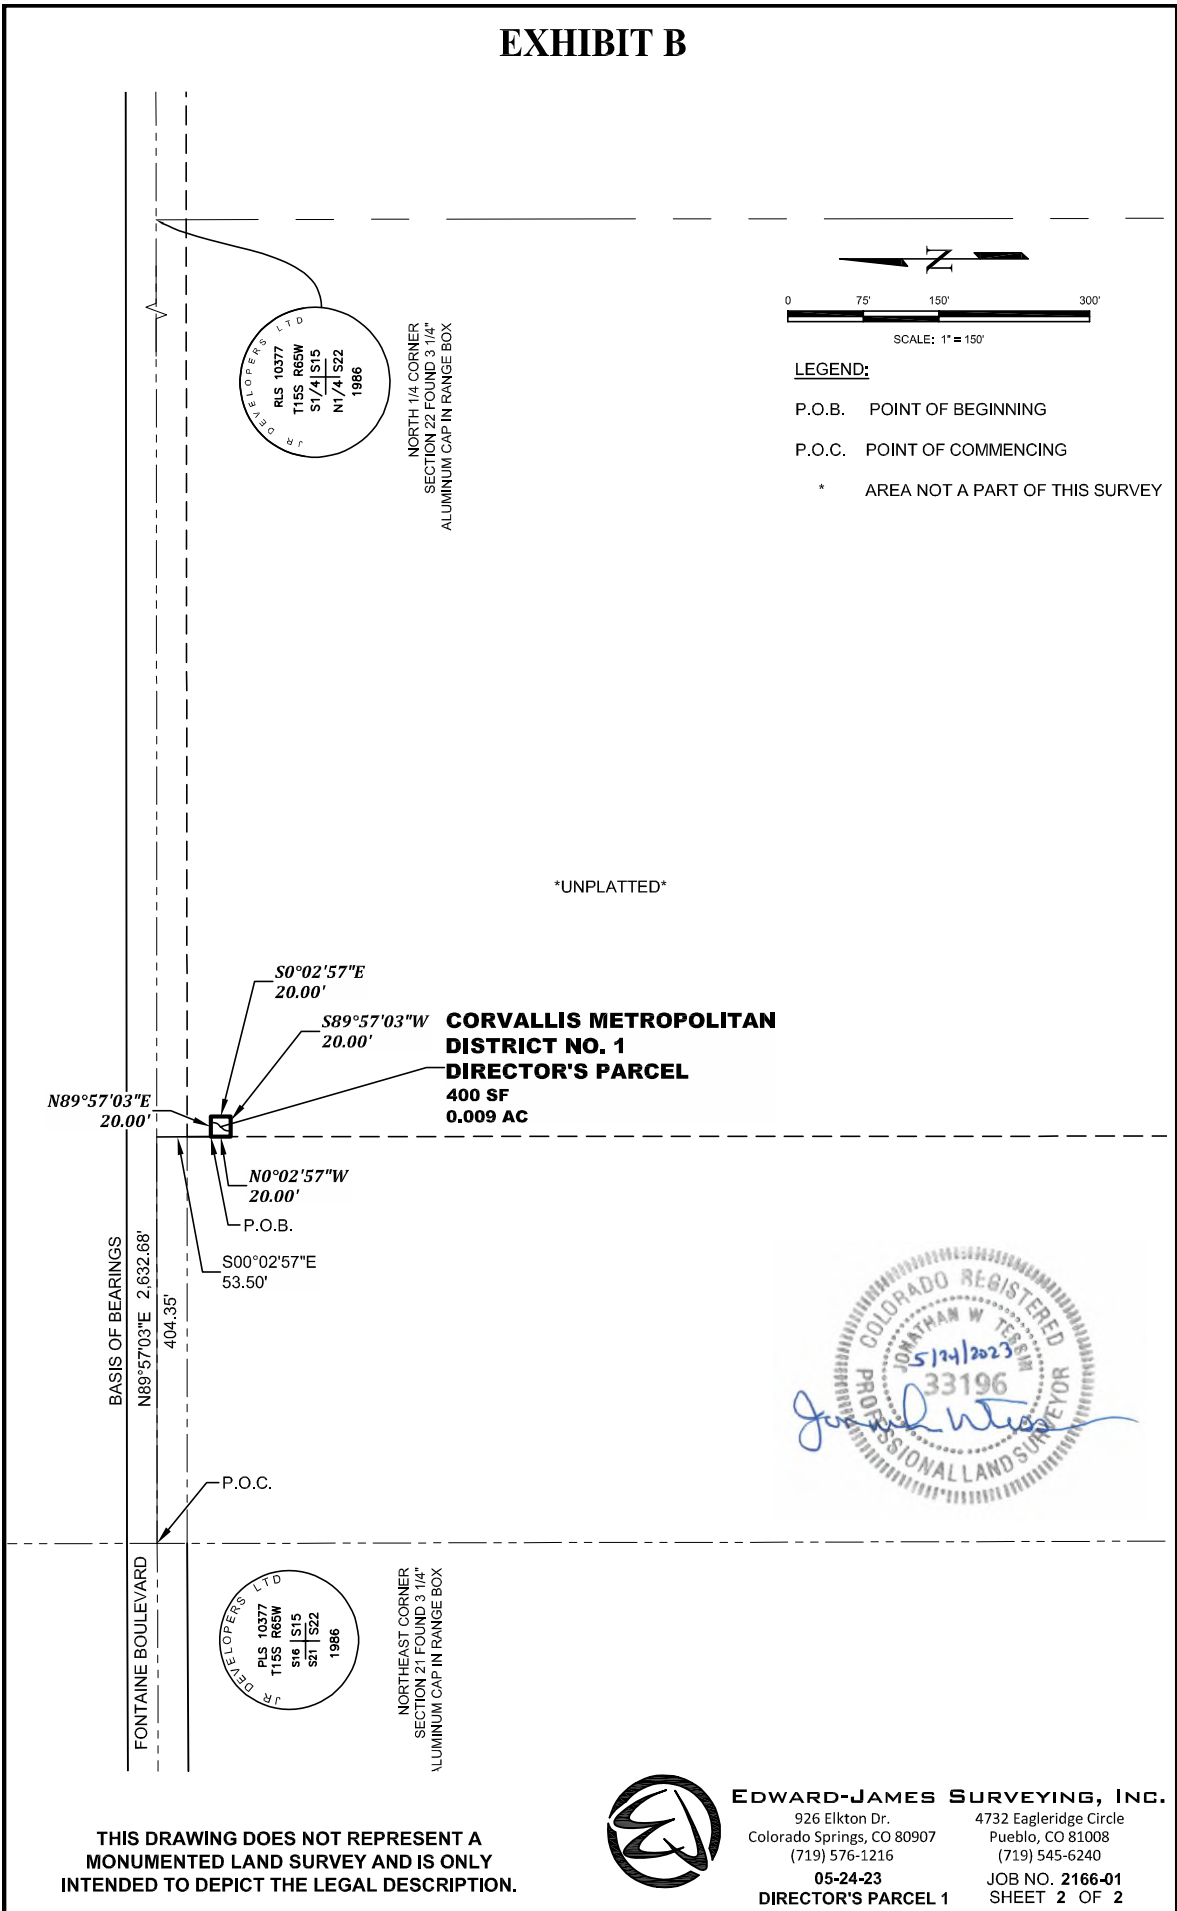 EXHIBIT B
JR DEVELOPERS LTD
RLS 10377
T15S R65W
S1/4 S15
N1/4 S22
1986
NORTH 1/4 CORNER
SECTION 22 FOUND 3 1/4"
ALUMINUM CAP IN RANGE BOX
N
0 75' 150' 300'
SCALE: 1" = 150'
LEGEND:
P.O.B. POINT OF BEGINNING
P.O.C. POINT OF COMMENCING
* AREA NOT A PART OF THIS SURVEY
*UNPLATTED*
S0°02'57"E
20.00'
S89°57'03"W
20.00'
CORVALLIS METROPOLITAN
DISTRICT NO. 1
DIRECTOR'S PARCEL
400 SF
0.009 AC
N89°57'03"E
20.00'
N0°02'57"W
20.00'
P.O.B.
S00°02'57"E
53.50'
BASIS OF BEARINGS
N89°57'03"E 2,632.68'
404.35'
COLORADO REGISTERED
JONATHAN W TESSIN
5/24/2023
33196
PROFESSIONAL LAND SURVEYOR
P.O.C.
FONTAINE BOULEVARD
JR DEVELOPERS LTD
PLS 10377
T15S R65W
S16 S15
S21 S22
1986
NORTHEAST CORNER
SECTION 21 FOUND 3 1/4"
ALUMINUM CAP IN RANGE BOX
THIS DRAWING DOES NOT REPRESENT A
MONUMENTED LAND SURVEY AND IS ONLY
INTENDED TO DEPICT THE LEGAL DESCRIPTION.
EDWARD-JAMES SURVEYING, INC.
926 Elkton Dr.
Colorado Springs, CO 80907
(719) 576-1216
4732 Eagleridge Circle
Pueblo, CO 81008
(719) 545-6240
05-24-23
DIRECTOR'S PARCEL 1
JOB NO. 2166-01
SHEET 2 OF 2